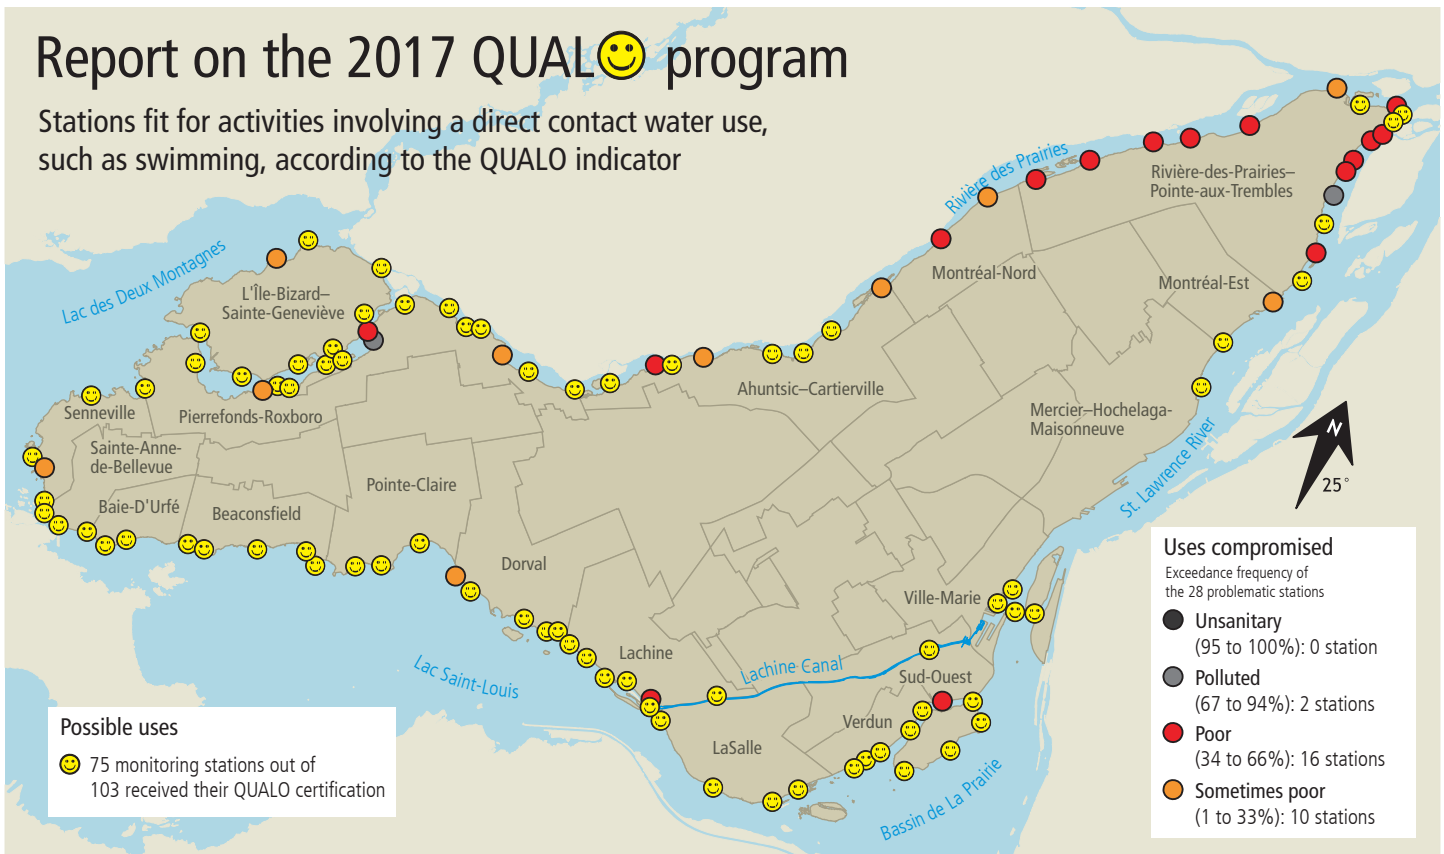 Report on the 2017 QUAL program
Stations fit for activities involving a direct contact water use,
such as swimming, according to the QUALO indicator
Rivière des Prairies
Rivière-des-Prairies–
Pointe-aux-Trembles
Lac des Deux Montagnes
L'Île-Bizard–
Sainte-Geneviève
Montréal-Nord
Montréal-Est
Ahuntsic–Cartierville
Senneville
Pierrefonds-Roxboro
Mercier–Hochelaga-
Maisonneuve
Sainte-Anne-
de-Bellevue
St. Lawrence River
N
25°
Pointe-Claire
Baie-D'Urfé
Beaconsfield
Dorval
Ville-Marie
Lachine
Lachine Canal
Lac Saint-Louis
Sud-Ouest
Verdun
LaSalle
Bassin de La Prairie
Possible uses
75 monitoring stations out of
103 received their QUALO certification
Uses compromised
Exceedance frequency of
the 28 problematic stations
Unsanitary
(95 to 100%): 0 station
Polluted
(67 to 94%): 2 stations
Poor
(34 to 66%): 16 stations
Sometimes poor
(1 to 33%): 10 stations